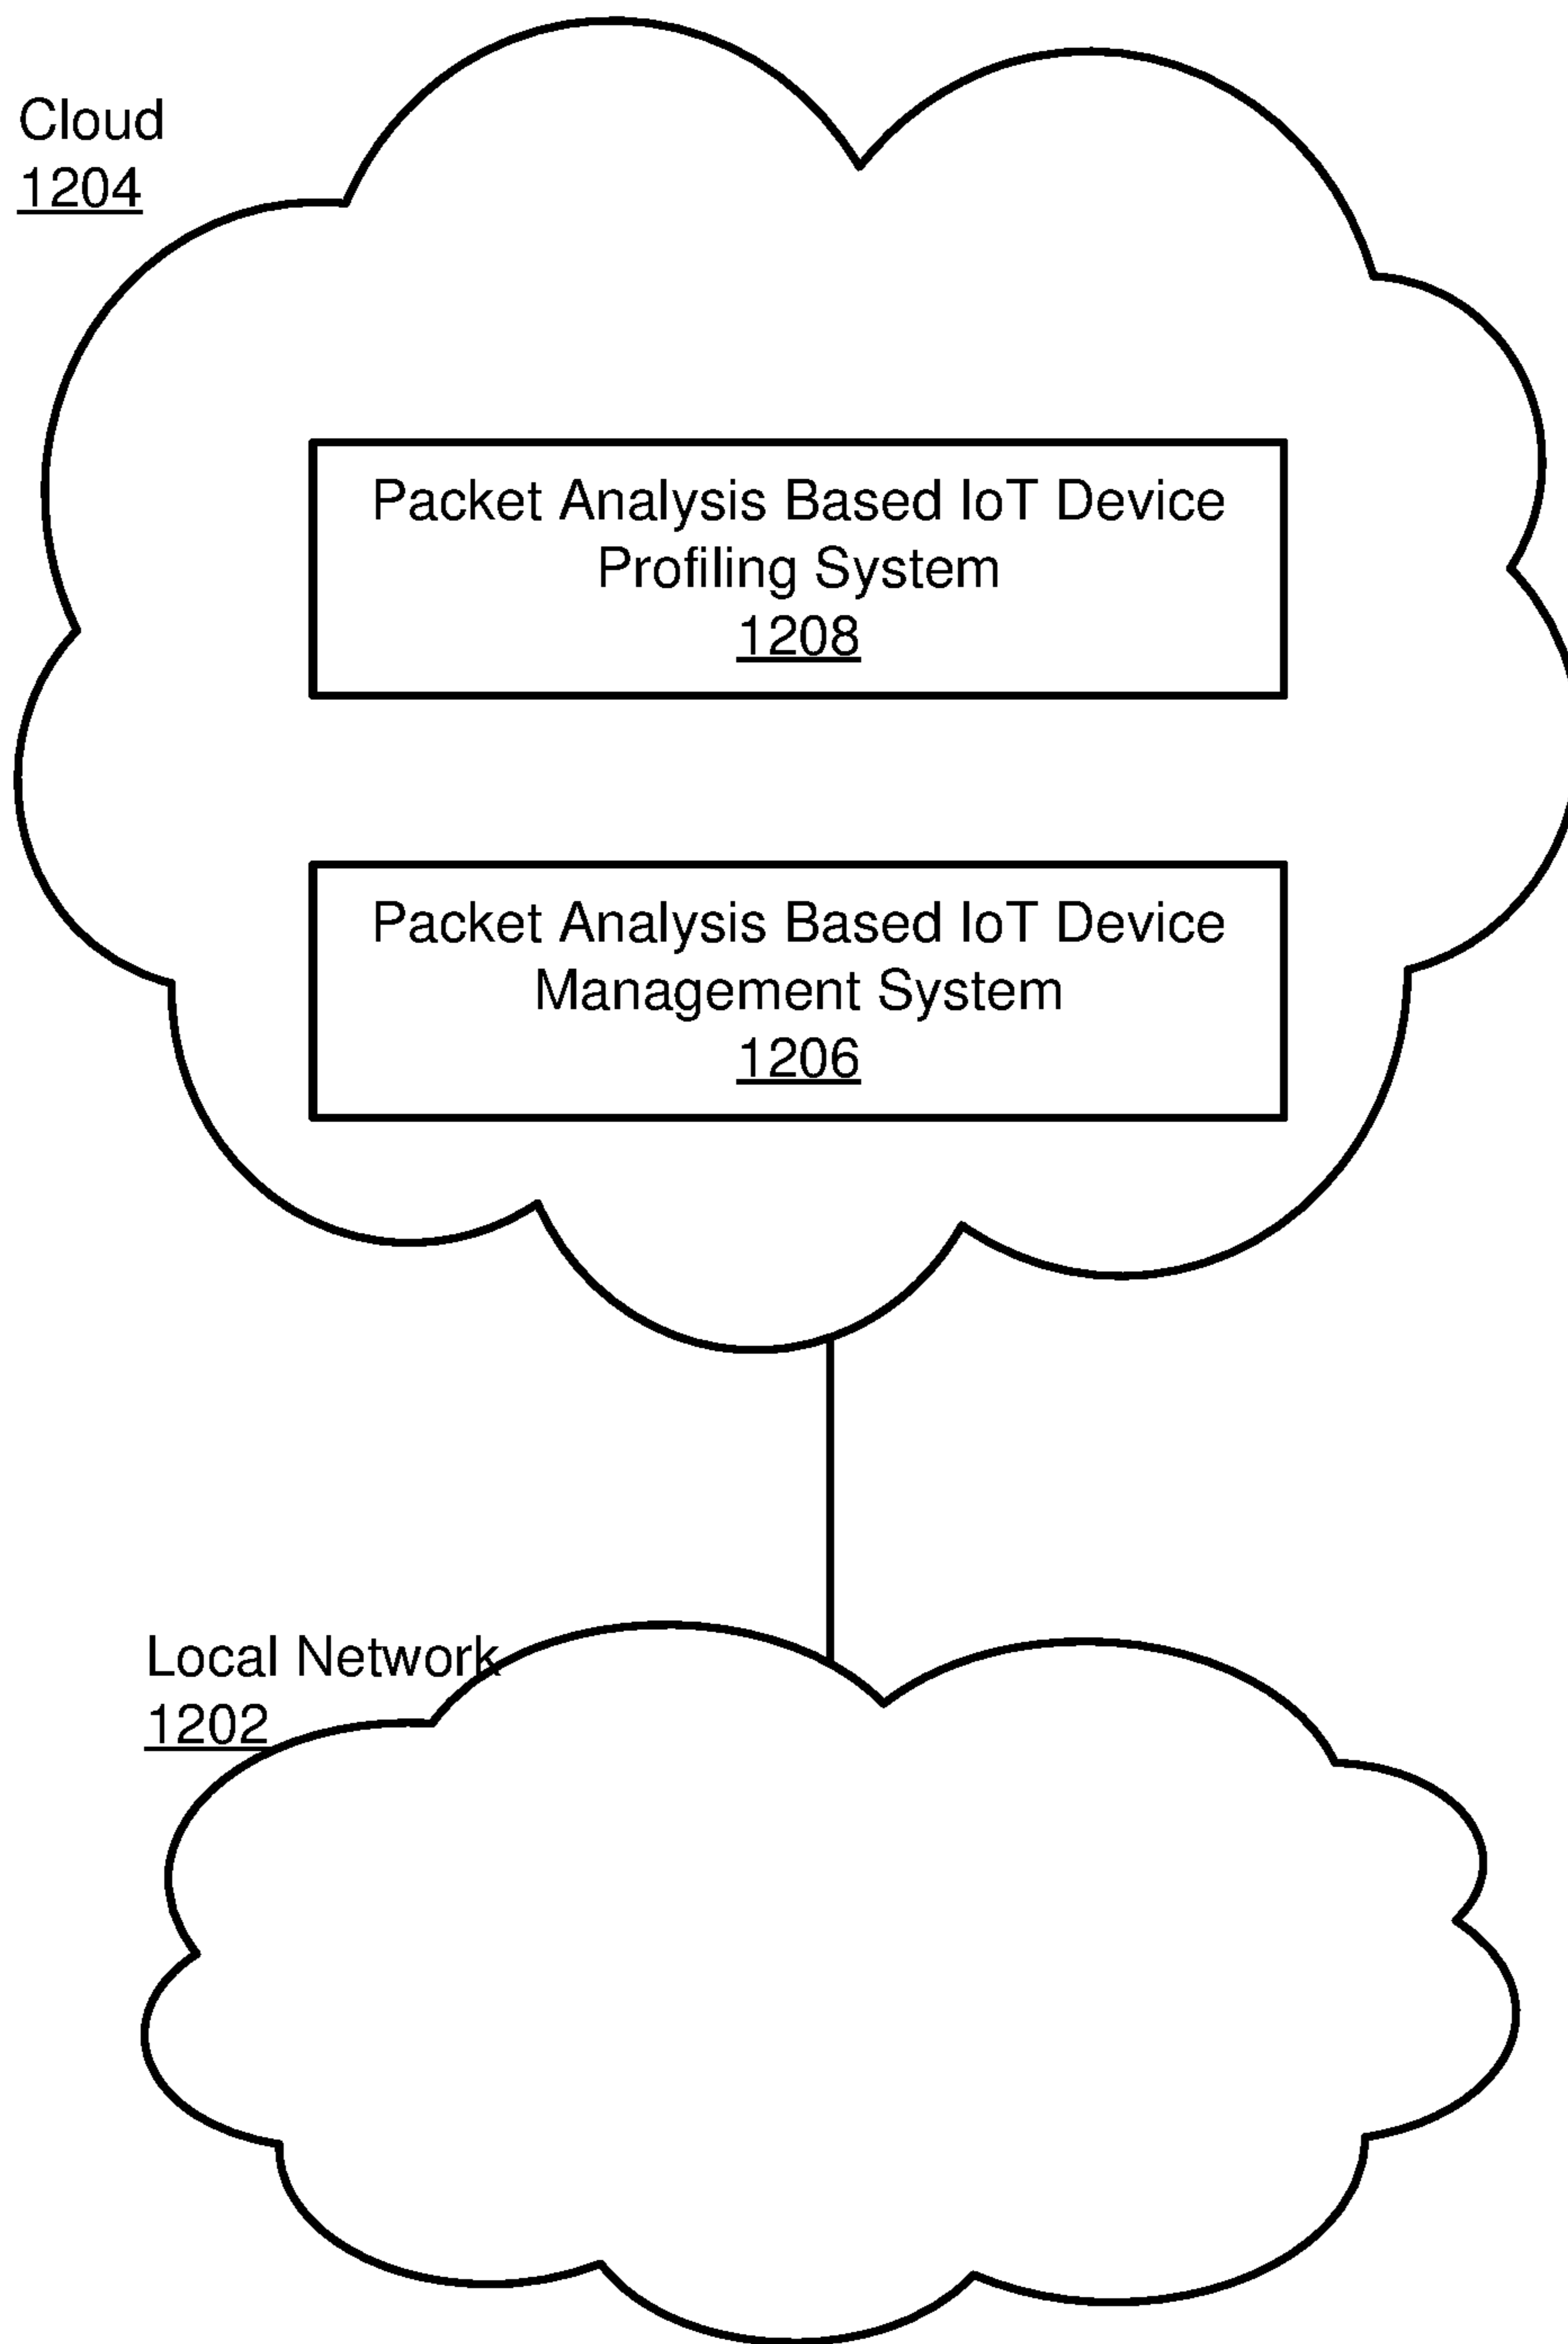 Cloud
1204
Packet Analysis Based IoT Device
Profiling System
1208
Packet Analysis Based IoT Device
Management System
1206
Local Network
1202